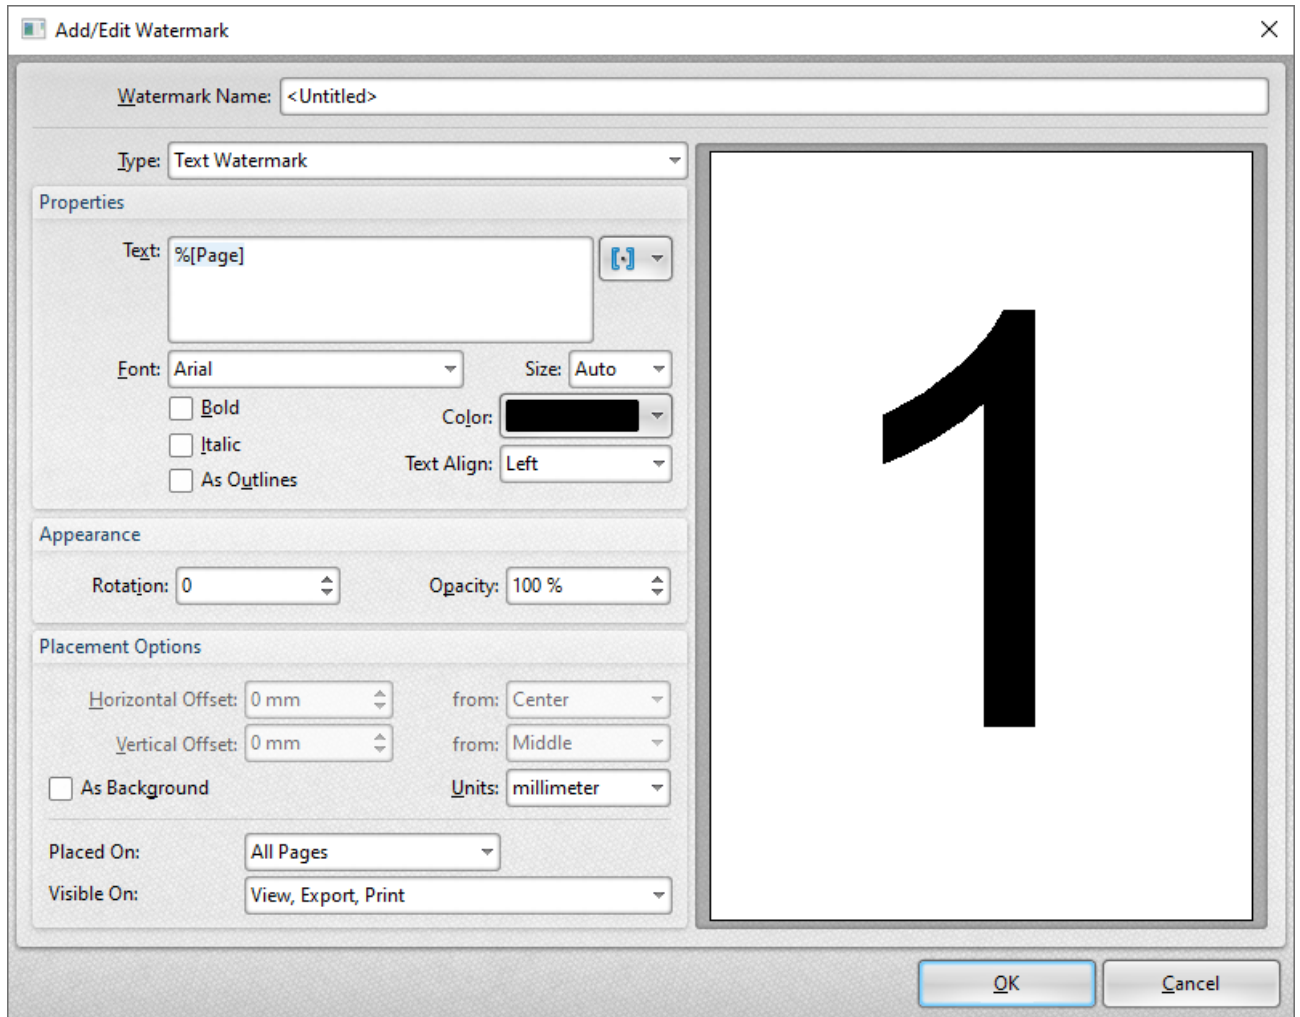 Add/Edit Watermark
Watermark Name: <Untitled>
Type: Text Watermark
Properties
Text: %[Page]
Font: Arial Size: Auto
Bold Color:
Italic
Text Align: Left
As Outlines
Appearance
Rotation: 0 Opacity: 100 %
Placement Options
Horizontal Offset: 0 mm from: Center
Vertical Offset: 0 mm from: Middle
As Background Units: millimeter
Placed On: All Pages
Visible On: View, Export, Print
1
OK Cancel